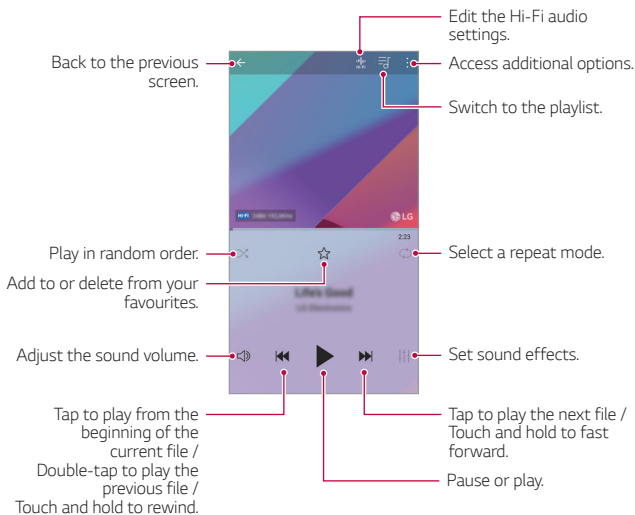 Edit the Hi-Fi audio
settings.
Back to the previous
screen.
Access additional options.
Switch to the playlist.
HI-FI
HI-FI
LG
2:23
Play in random order.
Select a repeat mode.
Add to or delete from your
favourites.
Life's Good
LG Electronics
Adjust the sound volume.
Set sound effects.
Tap to play from the
beginning of the
current file /
Double-tap to play the
previous file /
Touch and hold to rewind.
Tap to play the next file /
Touch and hold to fast
forward.
Pause or play.